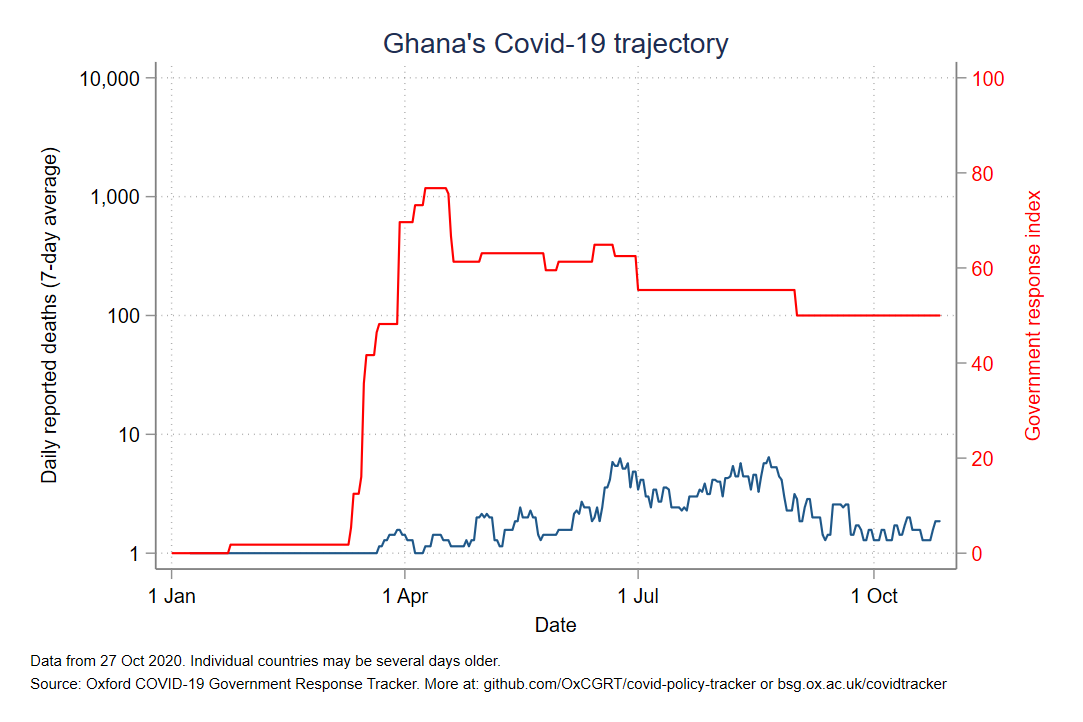 Ghana's Covid-19 trajectory
10,000
1,000
100
10
1
Daily reported deaths (7-day average)
100
80
60
40
20
0
Government response index
1 Jan
1 Apr
1 Jul
1 Oct
Date
Data from 27 Oct 2020. Individual countries may be several days older.
Source: Oxford COVID-19 Government Response Tracker. More at: github.com/OxCGRT/covid-policy-tracker or bsg.ox.ac.uk/covidtracker